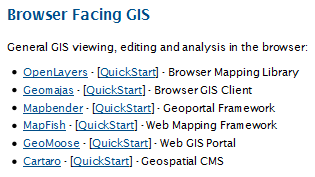 Browser Facing GIS
General GIS viewing, editing and analysis in the browser:
• OpenLayers - [QuickStart] - Browser Mapping Library
• Geomajas - [QuickStart] - Browser GIS Client
• Mapbender - [QuickStart] - Geoportal Framework
• MapFish - [QuickStart] - Web Mapping Framework
• GeoMoose - [QuickStart] - Web GIS Portal
• Cartaro - [QuickStart] - Geospatial CMS